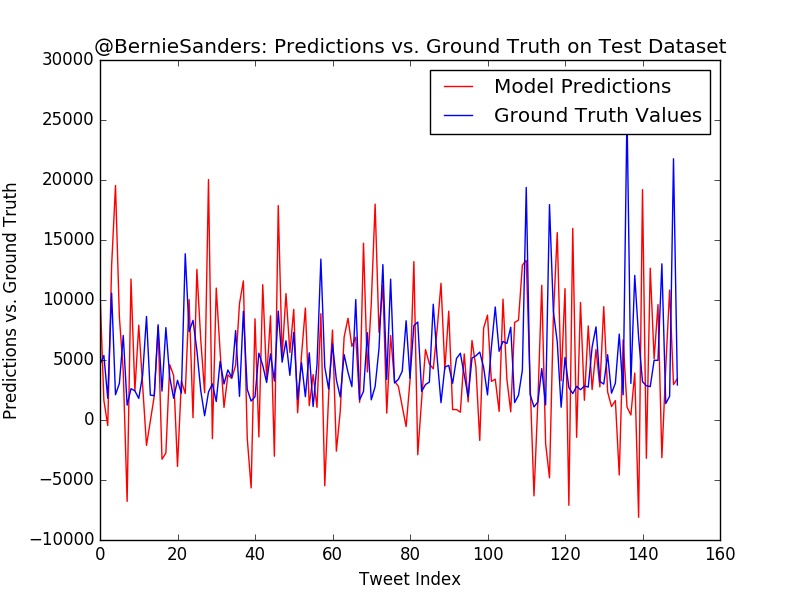 @BernieSanders: Predictions vs. Ground Truth on Test Dataset
Predictions vs. Ground Truth
30000
25000
20000
15000
10000
5000
0
−5000
−10000
Model Predictions
Ground Truth Values
0 20 40 60 80 100 120 140 160
Tweet Index